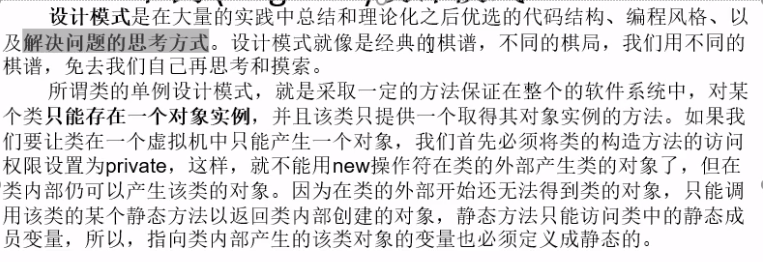 设计模式是在大量的实践中总结和理论化之后优选的代码结构、编程风格、以
及解决问题的思考方式。设计模式就像是经典的棋谱，不同的棋局，我们用不同的
棋谱，免去我们自己再思考和摸索。
所谓类的单例设计模式，就是采取一定的方法保证在整个的软件系统中，对某
个类只能存在一个对象实例，并且该类只提供一个取得其对象实例的方法。如果我
们要让类在一个虚拟机中只能产生一个对象，我们首先必须将类的构造方法的访问
权限设置为private，这样，就不能用new操作符在类的外部产生类的对象了，但在
类内部仍可以产生该类的对象。因为在类的外部开始还无法得到类的对象，只能调
用该类的某个静态方法以返回类内部创建的对象，静态方法只能访问类中的静态成
员变量，所以，指向类内部产生的该类对象的变量也必须定义成静态的。